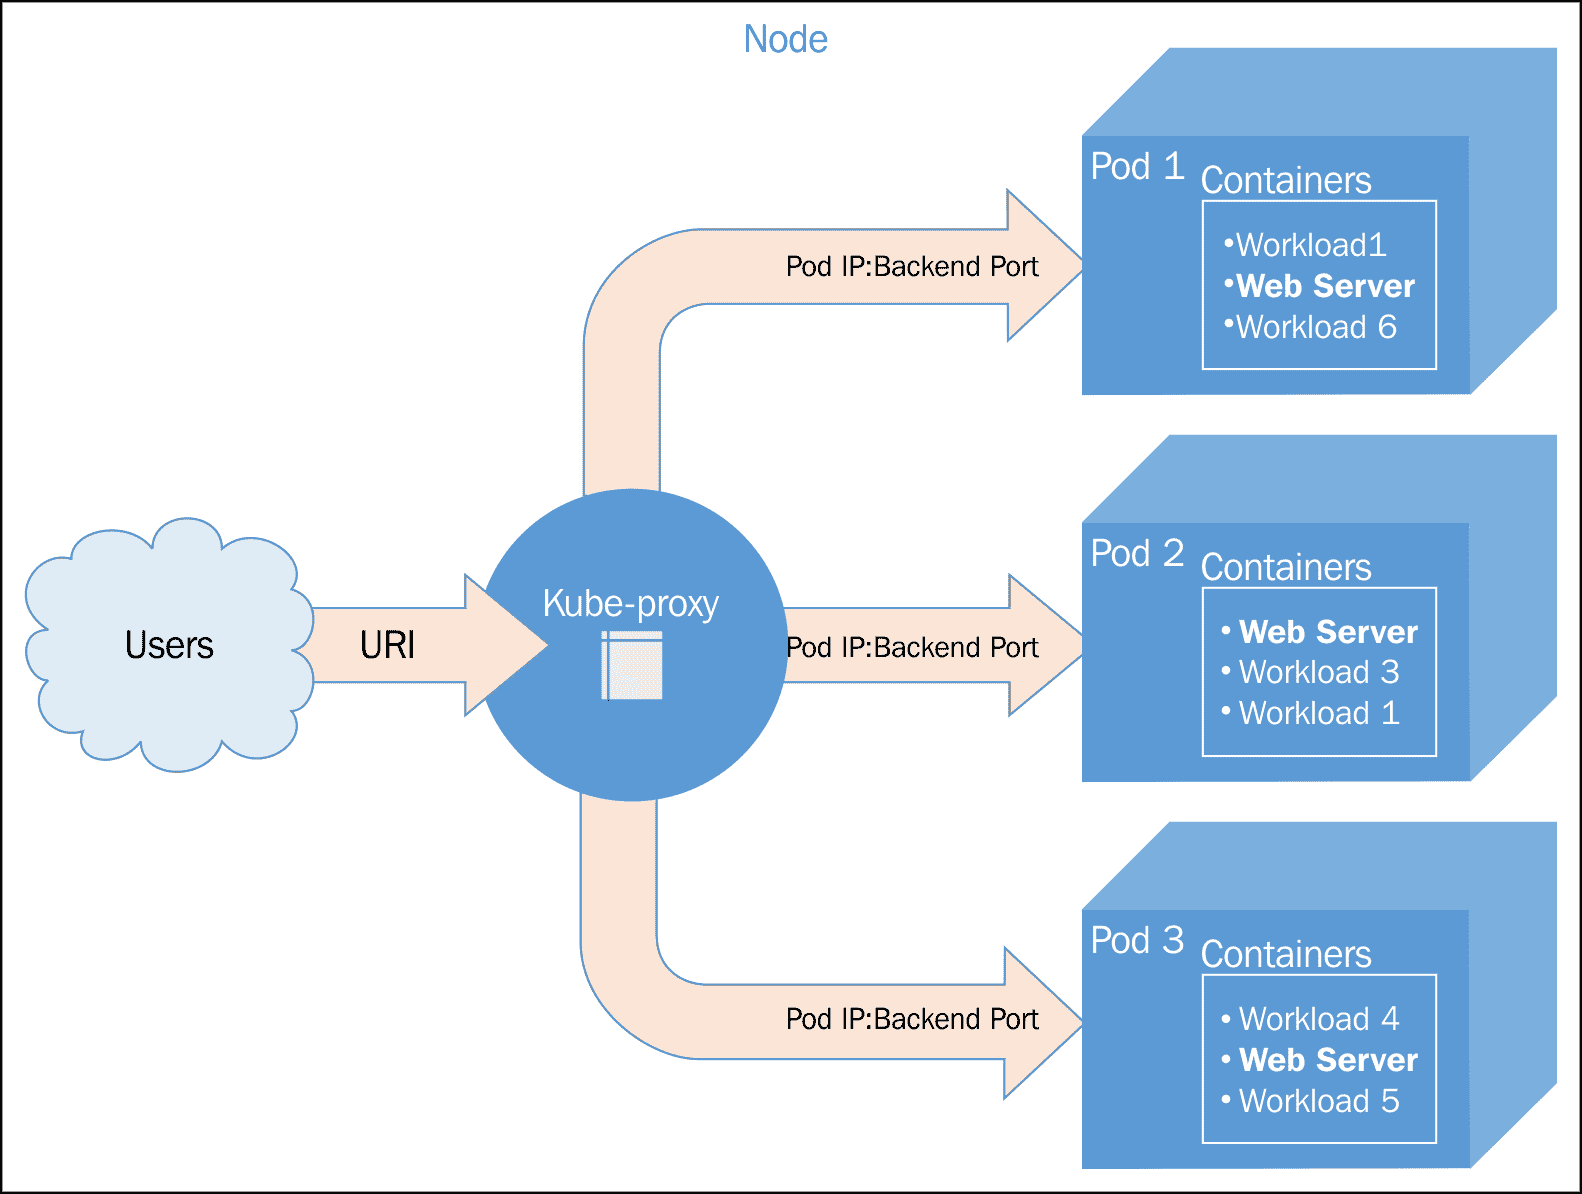 Node
Users
URI
Kube-proxy
Pod IP:Backend Port
Pod 1
Containers
•Workload1
•Web Server
•Workload 6
Pod IP:Backend Port
Pod 2
Containers
• Web Server
• Workload 3
• Workload 1
Pod IP:Backend Port
Pod 3
Containers
• Workload 4
• Web Server
• Workload 5